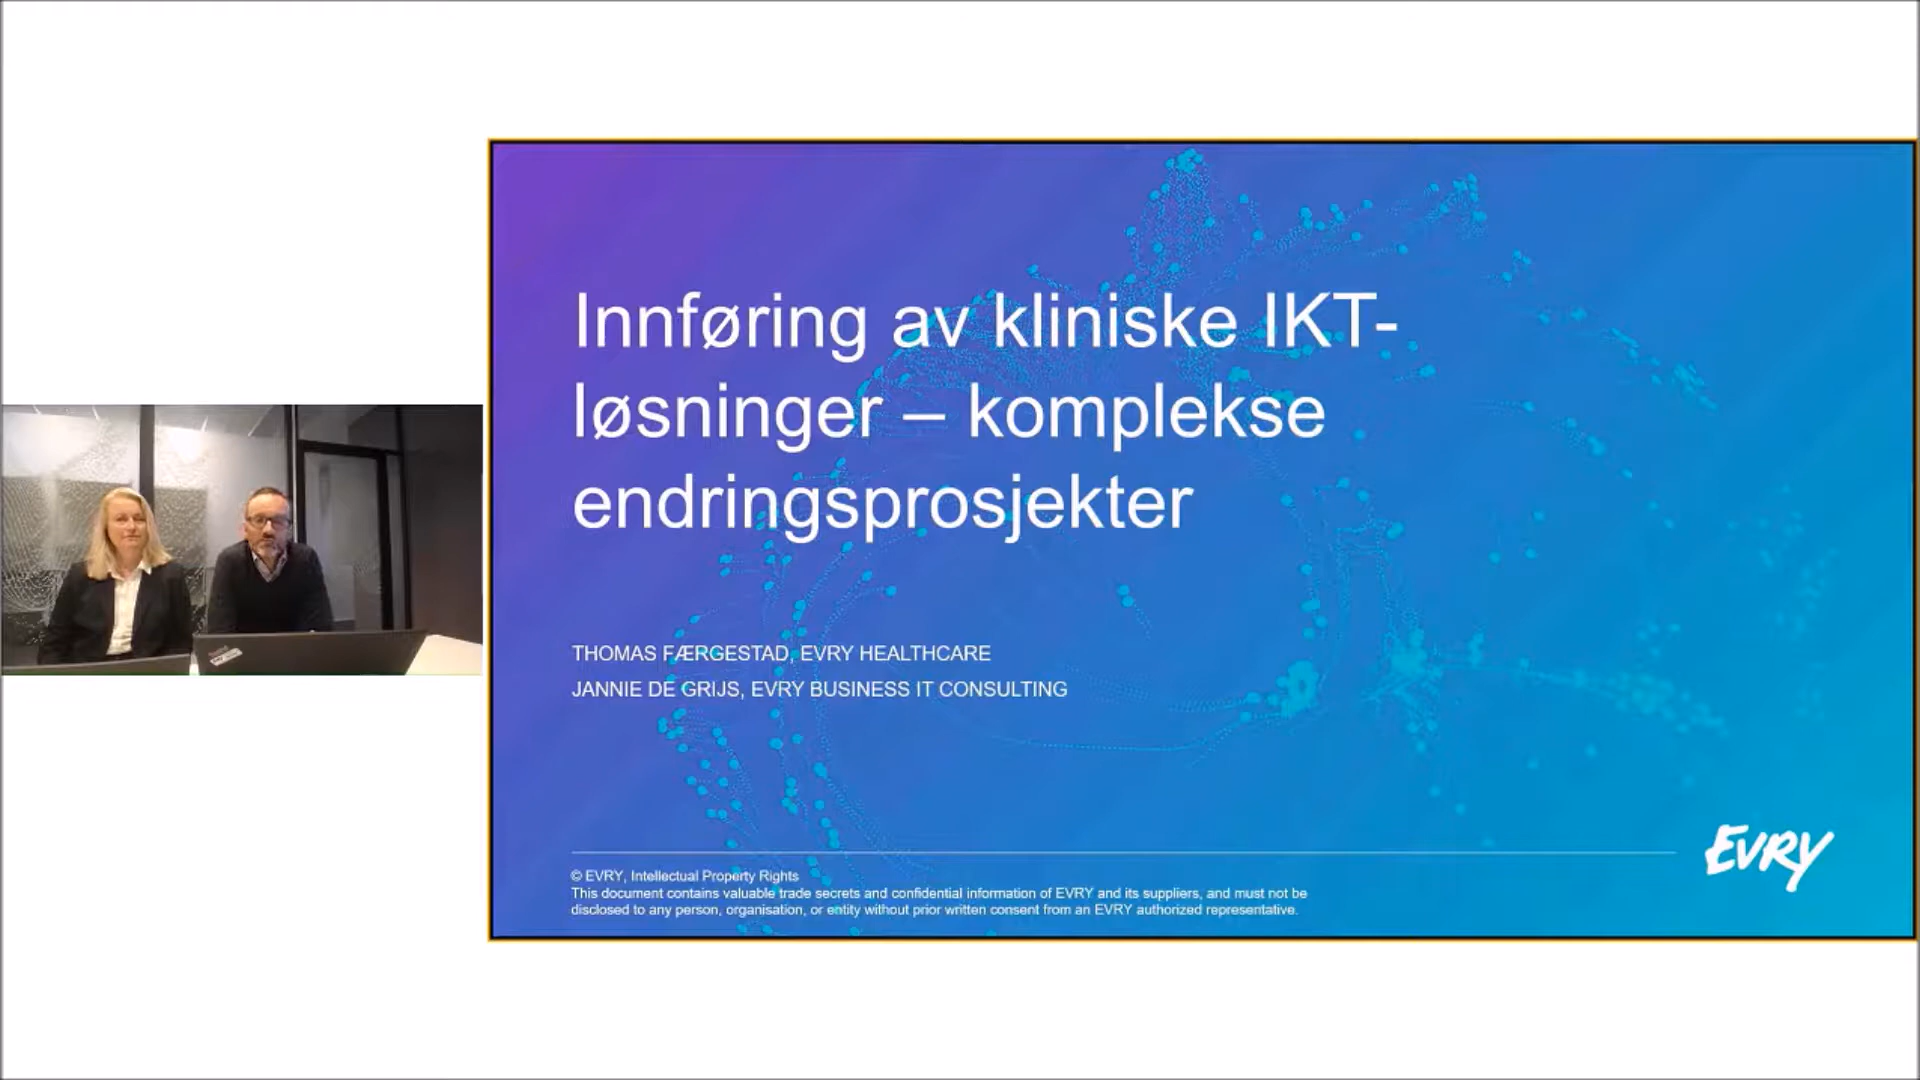 Innføring av kliniske IKT-
løsninger – komplekse
endringsprosjekter
THOMAS FÆRGESTAD, EVRY HEALTHCARE
JANNIE DE GRIJS, EVRY BUSINESS IT CONSULTING
EVRY
© EVRY, Intellectual Property Rights
This document contains valuable trade secrets and confidential information of EVRY and its suppliers, and must not be
disclosed to any person, organisation, or entity without prior written consent from an EVRY authorized representative.